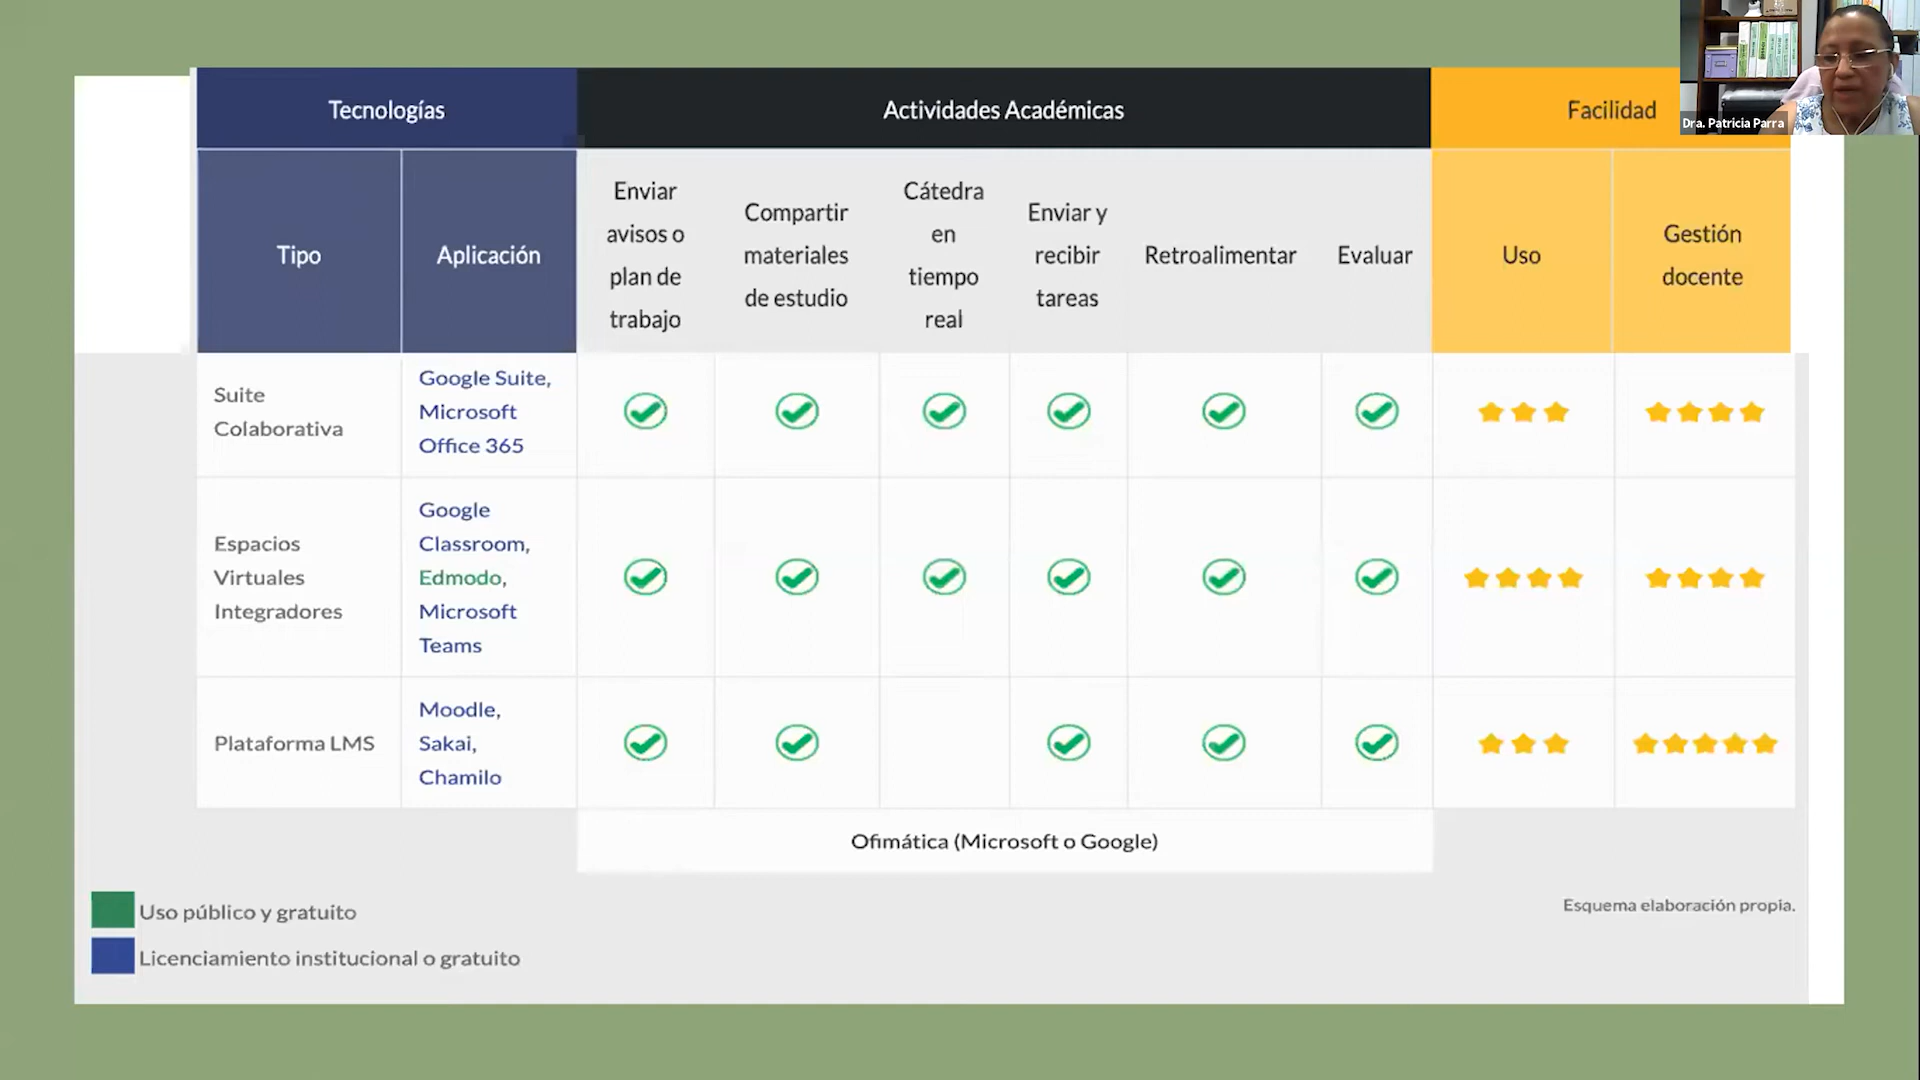 Tecnologías
Actividades Académicas
Facilidad
Dra. Patricia Parra
Tipo
Aplicación
Enviar
avisos o
plan de
trabajo
Compartir
materiales
de estudio
Cátedra
en
tiempo
real
Enviar y
recibir
tareas
Retroalimentar
Evaluar
Uso
Gestión
docente
Suite
Colaborativa
Google Suite,
Microsoft
Office 365
Espacios
Virtuales
Integradores
Google
Classroom,
Edmodo,
Microsoft
Teams
Plataforma LMS
Moodle,
Sakai,
Chamilo
Ofimática (Microsoft o Google)
Uso público y gratuito
Licenciamiento institucional o gratuito
Esquema elaboración propia.